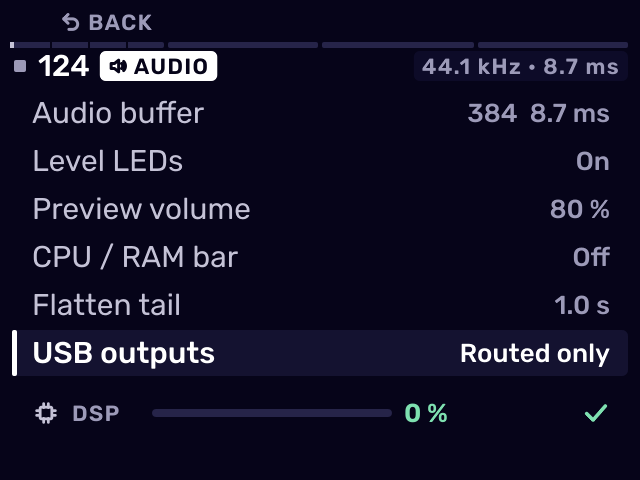 BACK
124 AUDIO 44.1 kHz • 8.7 ms
Audio buffer 384 8.7 ms
Level LEDs On
Preview volume 80 %
CPU / RAM bar Off
Flatten tail 1.0 s
USB outputs Routed only
DSP 0 %